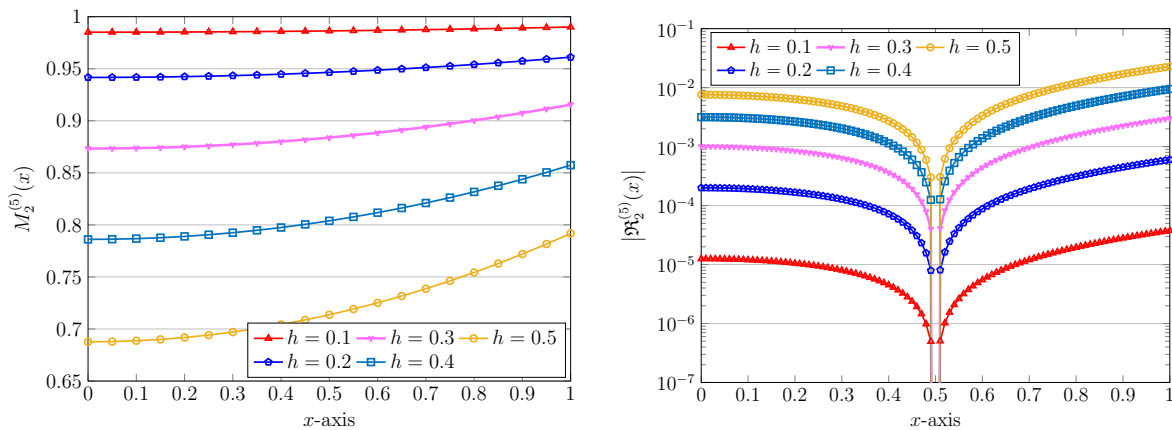 1
0.95
0.9
0.85
0.8
0.75
0.7
0.65
0 0.1 0.2 0.3 0.4 0.5 0.6 0.7 0.8 0.9 1
x-axis
M_2^{(5)}(x)
h = 0.1 h = 0.3 h = 0.5
h = 0.2 h = 0.4
10^{-1}
10^{-2}
10^{-3}
10^{-4}
10^{-5}
10^{-6}
10^{-7}
0 0.1 0.2 0.3 0.4 0.5 0.6 0.7 0.8 0.9 1
x-axis
|ℜ_2^{(5)}(x)|
h = 0.1 h = 0.3 h = 0.5
h = 0.2 h = 0.4